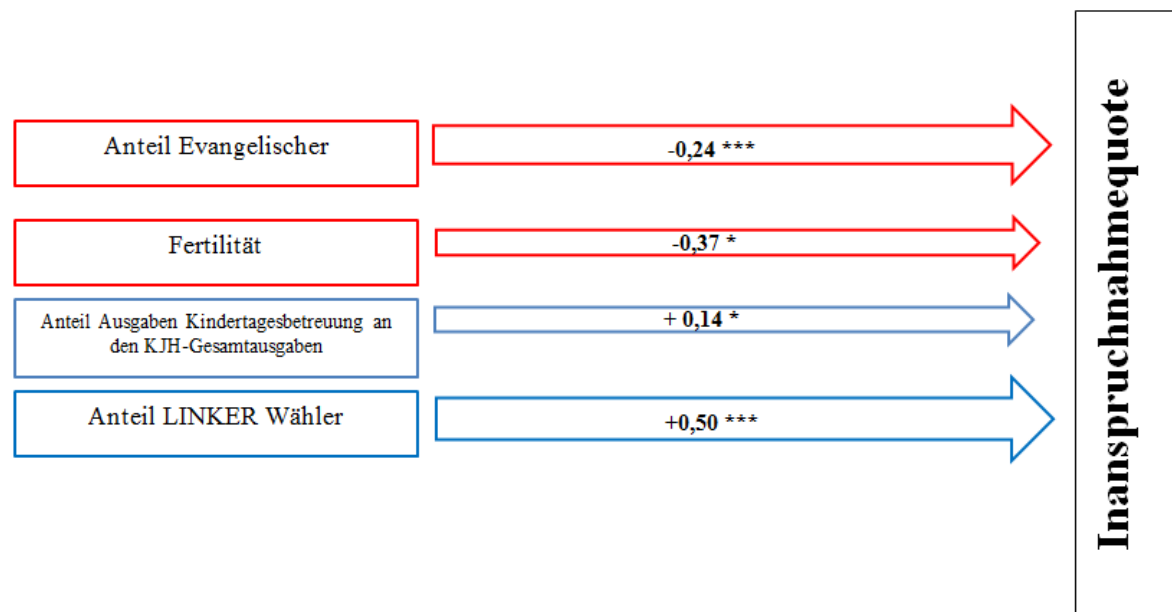 Anteil Evangelischer
-0,24 ***
Fertilität
-0,37 *
Anteil Ausgaben Kindertagesbetreuung an
den KJH-Gesamtausgaben
+ 0,14 *
Anteil LINKER Wähler
+0,50 ***
Inanspruchnahmequote